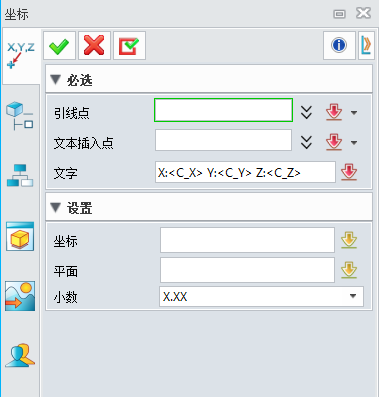 坐标
X,Y,Z
必选
引线点
文本插入点
文字 X:<C_X> Y:<C_Y> Z:<C_Z>
设置
坐标
平面
小数 X.XX